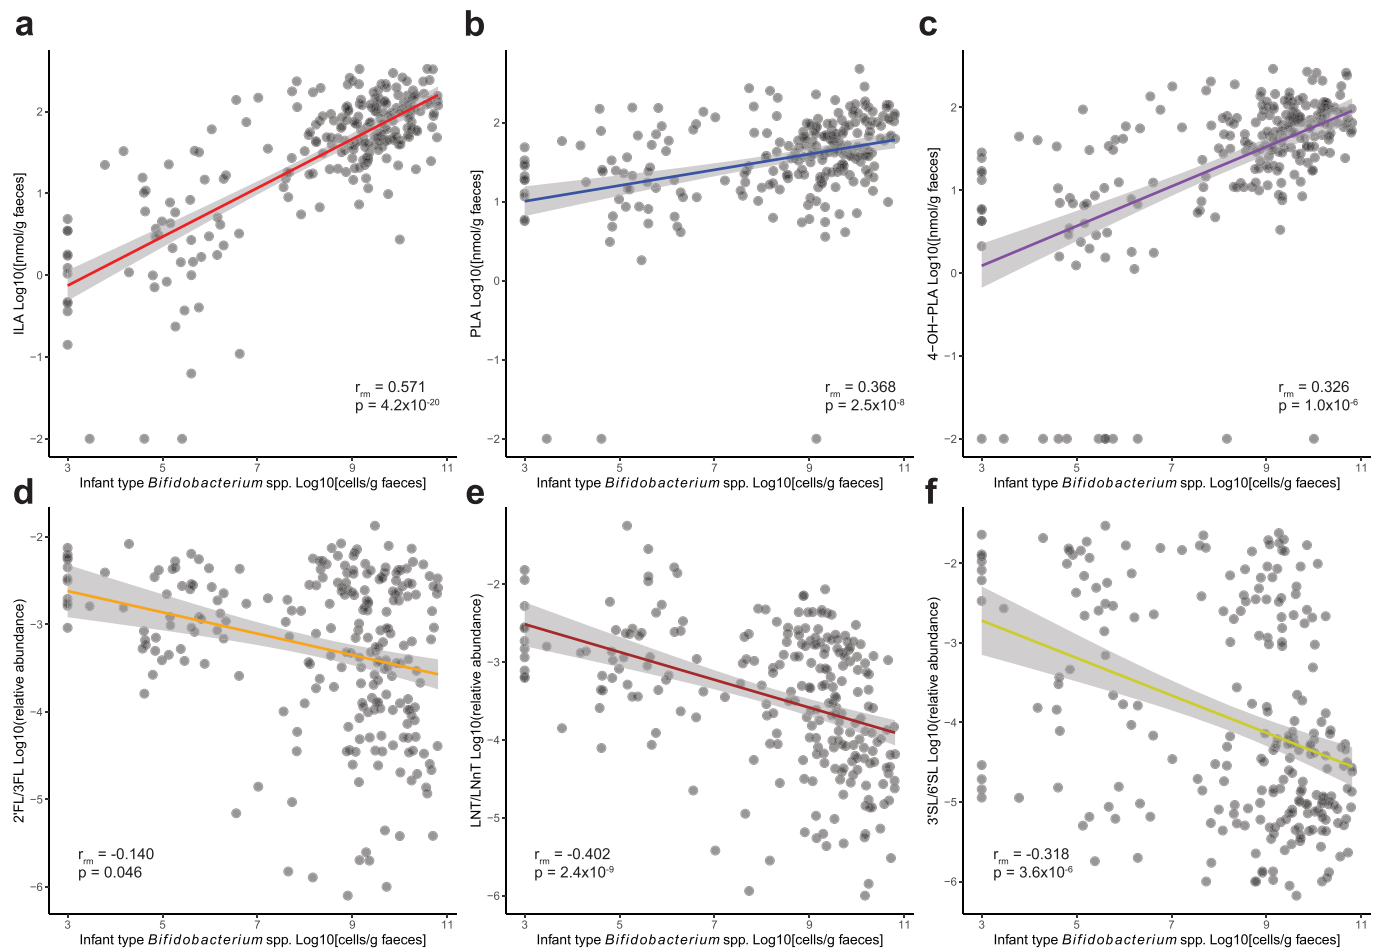 a
b
c
ILA Log10([nmol/g faeces]
2
1
0
−1
−2
r_rm = 0.571
p = 4.2x10^-20
3 5 7 9 11
Infant type Bifidobacterium spp. Log10[cells/g faeces]
PLA Log10([nmol/g faeces]
2
1
0
−1
−2
r_rm = 0.368
p = 2.5x10^-8
3 5 7 9 11
Infant type Bifidobacterium spp. Log10[cells/g faeces]
4−OH−PLA Log10([nmol/g faeces]
2
1
0
−1
−2
r_rm = 0.326
p = 1.0x10^-6
3 5 7 9 11
Infant type Bifidobacterium spp. Log10[cells/g faeces]
d
e
f
2'FL/3FL Log10(relative abundance)
−2
−3
−4
−5
−6
r_rm = -0.140
p = 0.046
3 5 7 9 11
Infant type Bifidobacterium spp. Log10[cells/g faeces]
LNT/LNnT Log10(relative abundance)
−2
−3
−4
−5
−6
r_rm = -0.402
p = 2.4x10^-9
3 5 7 9 11
Infant type Bifidobacterium spp. Log10[cells/g faeces]
3'SL/6'SL Log10(relative abundance)
−2
−3
−4
−5
−6
r_rm = -0.318
p = 3.6x10^-6
3 5 7 9 11
Infant type Bifidobacterium spp. Log10[cells/g faeces]